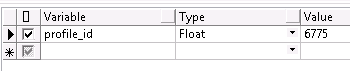 Variable Type Value
profile_id Float 6775